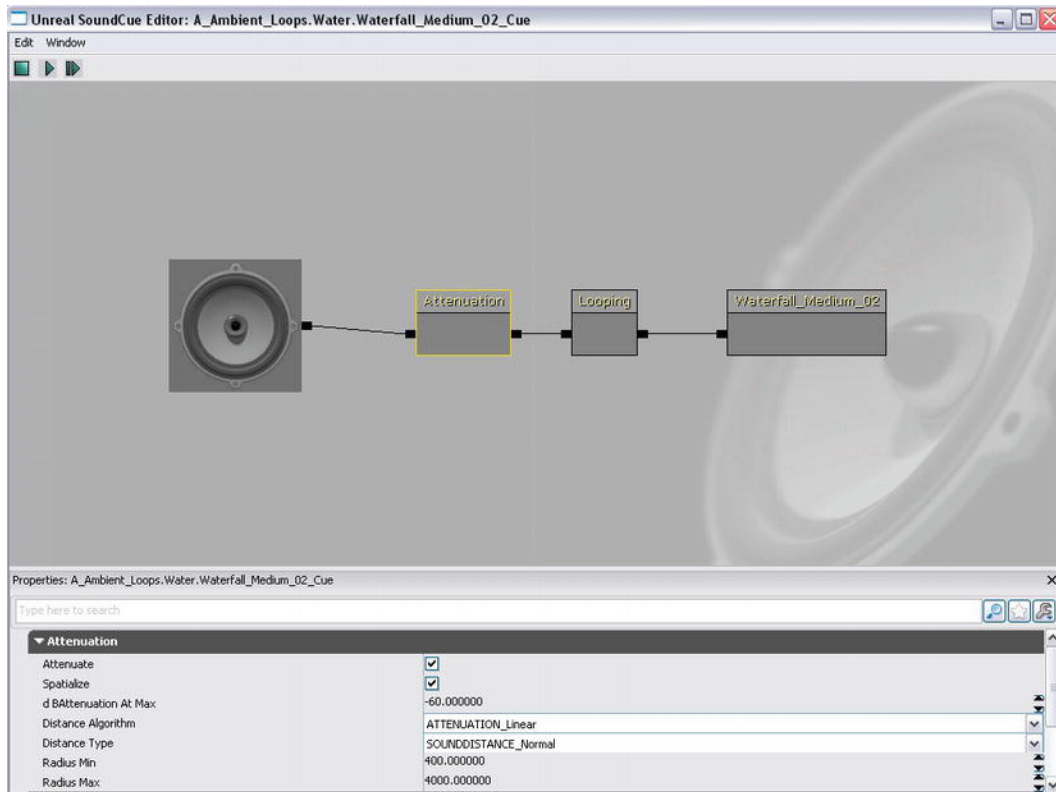 Unreal SoundCue Editor: A_Ambient_Loops.Water.Waterfall_Medium_02_Cue
Edit Window
Attenuation Looping Waterfall_Medium_02
Properties: A_Ambient_Loops.Water.Waterfall_Medium_02_Cue
Type here to search
Attenuation
Attenuate
Spatialize
d BAttenuation At Max -60.000000
Distance Algorithm ATTENUATION_Linear
Distance Type SOUNDDISTANCE_Normal
Radius Min 400.000000
Radius Max 4000.000000